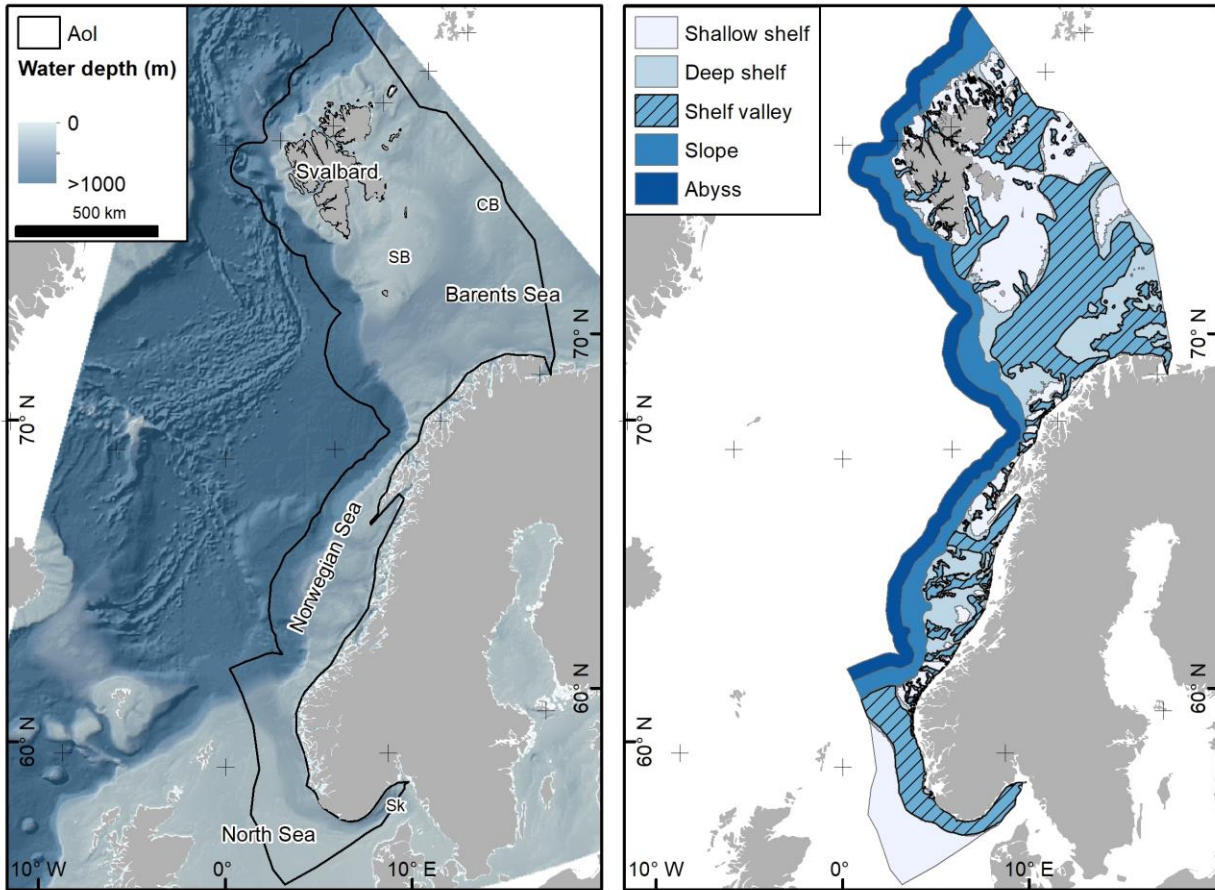 AoI
Water depth (m)
0
>1000
500 km
Svalbard
CB
SB
Barents Sea
70° N
70° N
Norwegian Sea
60° N
60° N
Sk
North Sea
10° W
0°
10° E
Shallow shelf
Deep shelf
Shelf valley
Slope
Abyss
70° N
70° N
60° N
60° N
10° W
0°
10° E